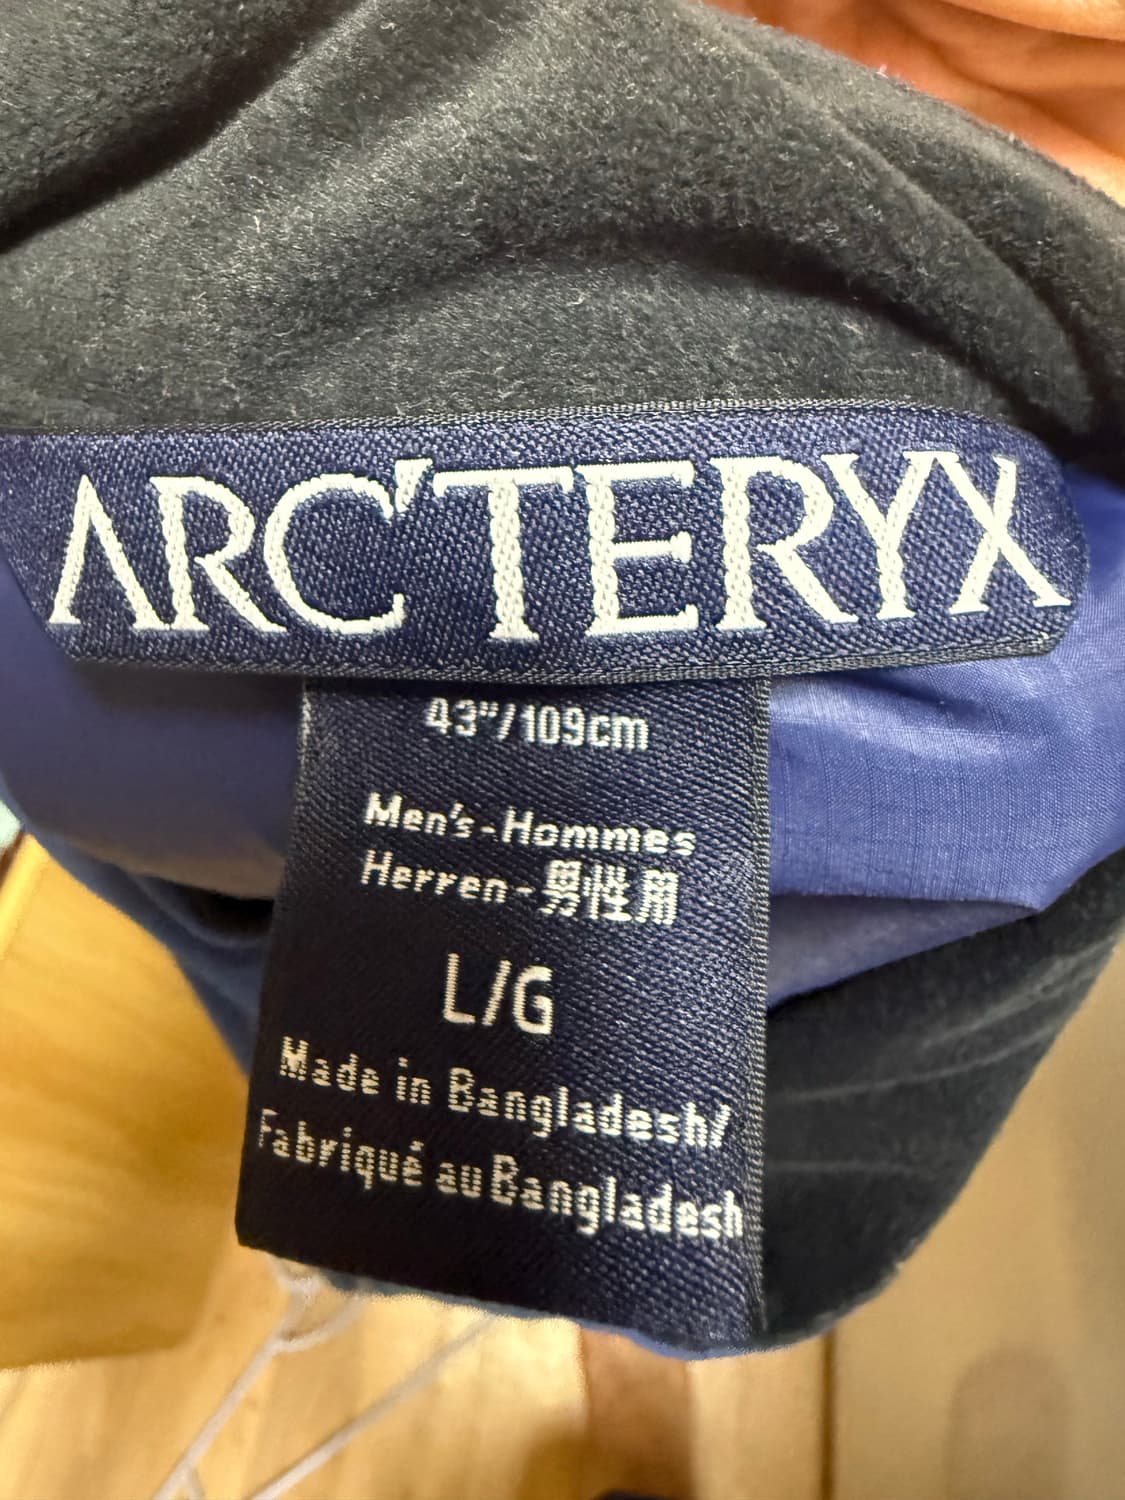 ARC'TERYX
43"/109cm
Men's-Hommes
Herren-男性用
L/G
Made in Bangladesh/
Fabriqué au Bangladesh